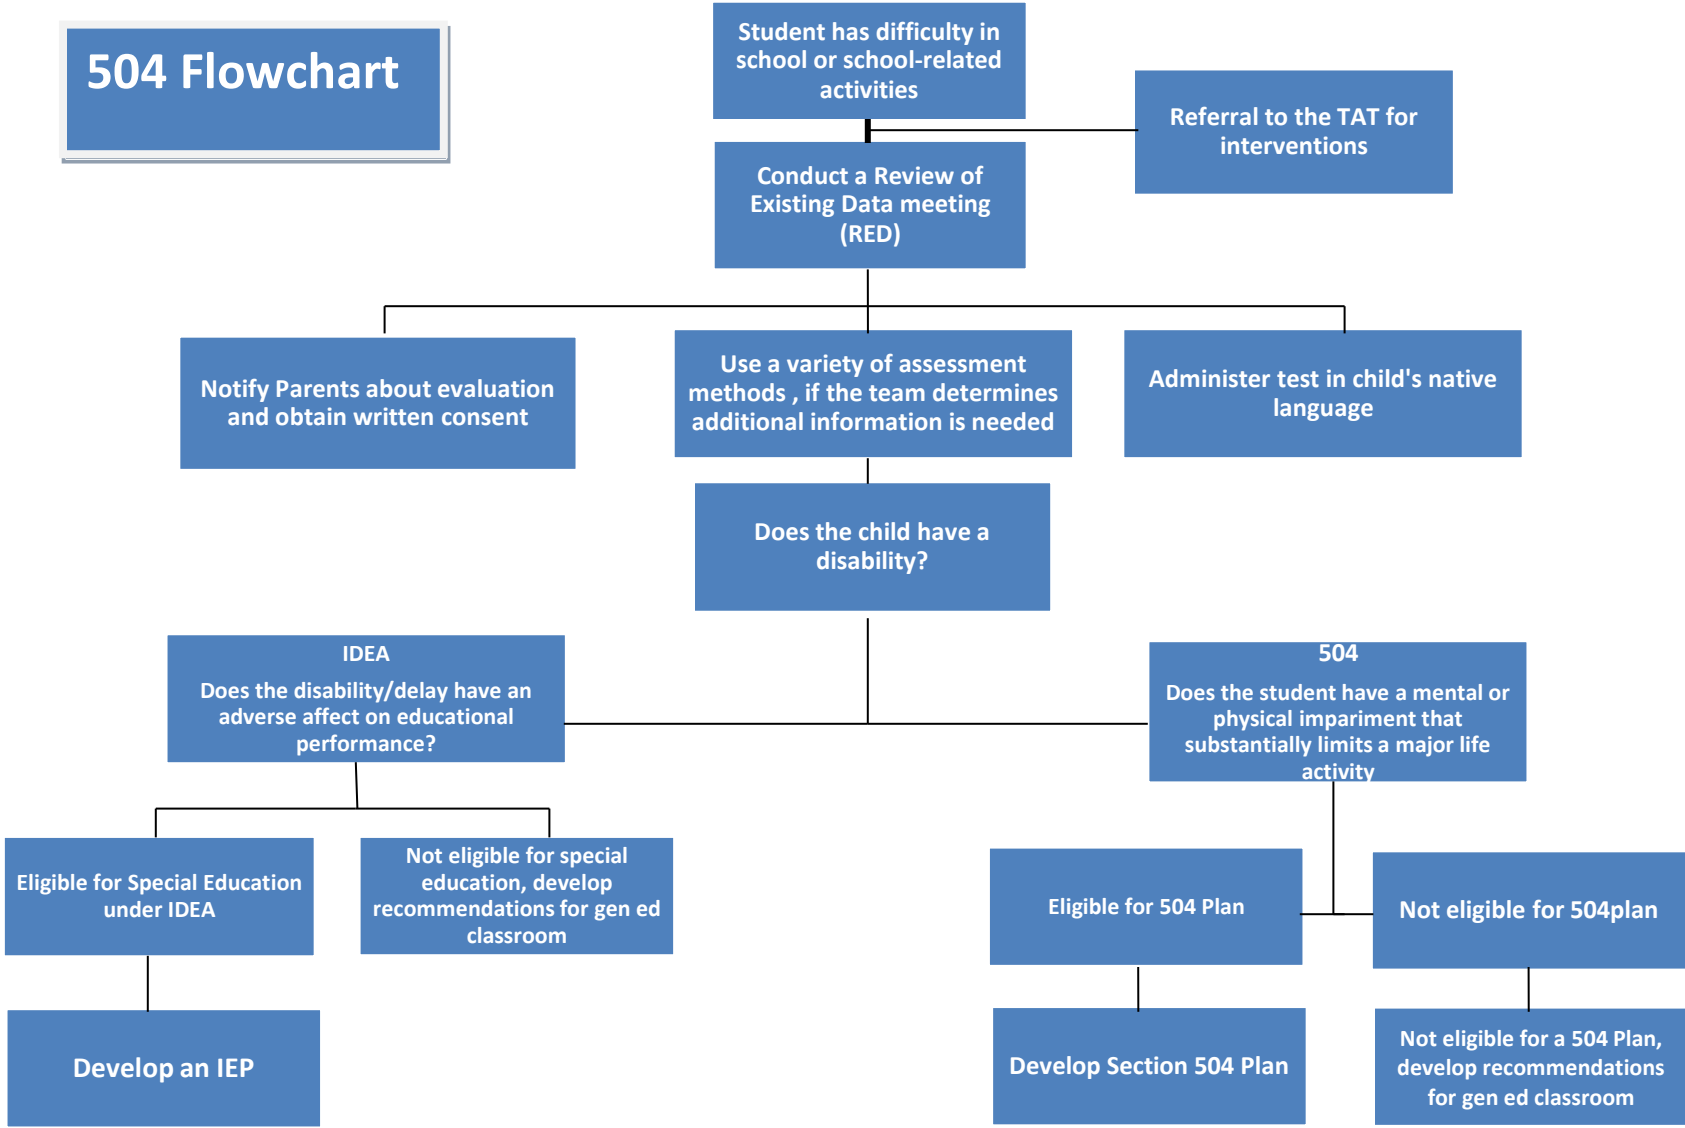 504 Flowchart
Student has difficulty in
school or school-related
activities
Referral to the TAT for
interventions
Conduct a Review of
Existing Data meeting
(RED)
Notify Parents about evaluation
and obtain written consent
Use a variety of assessment
methods , if the team determines
additional information is needed
Administer test in child's native
language
Does the child have a
disability?
IDEA
Does the disability/delay have an
adverse affect on educational
performance?
504
Does the student have a mental or
physical impariment that
substantially limits a major life
activity
Eligible for Special Education
under IDEA
Not eligible for special
education, develop
recommendations for gen ed
classroom
Eligible for 504 Plan
Not eligible for 504plan
Develop an IEP
Develop Section 504 Plan
Not eligible for a 504 Plan,
develop recommendations
for gen ed classroom